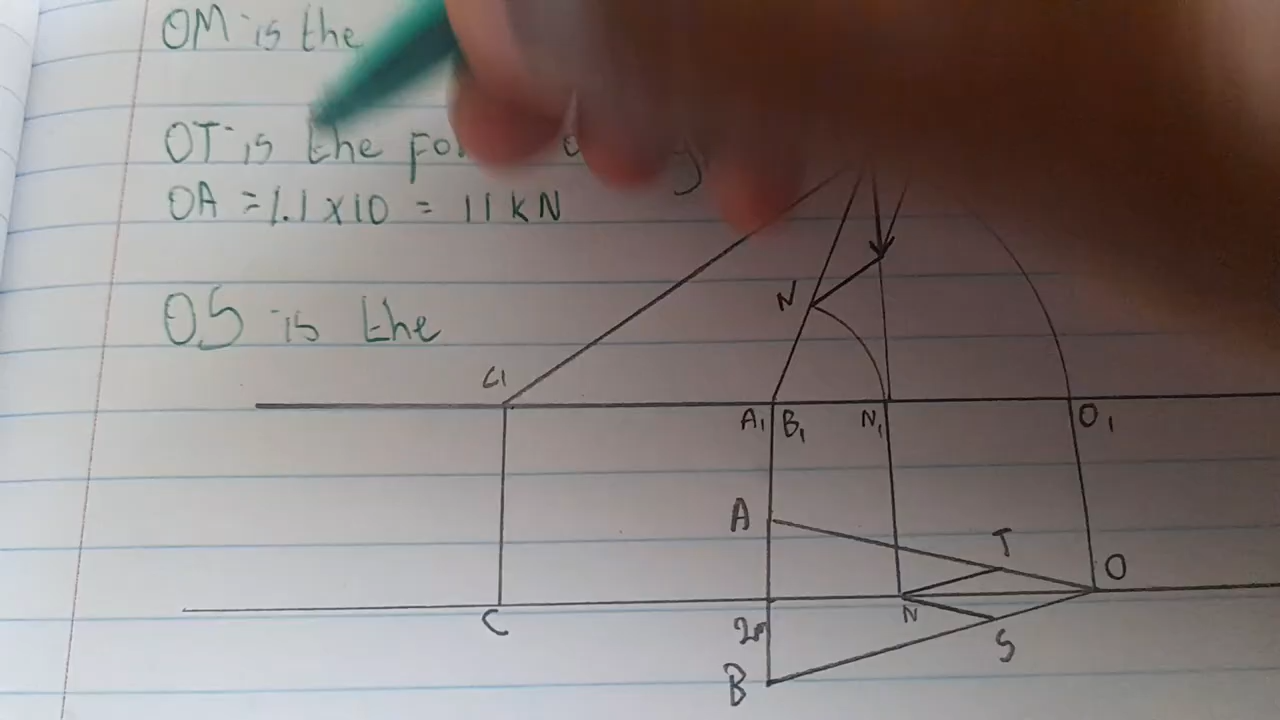 OM is the
OT is the
OA = 1.1 x 10 = 11 kN
OS is the
N
C1
A1 B1 N1 O1
A
T
O
C
N
2m
S
B